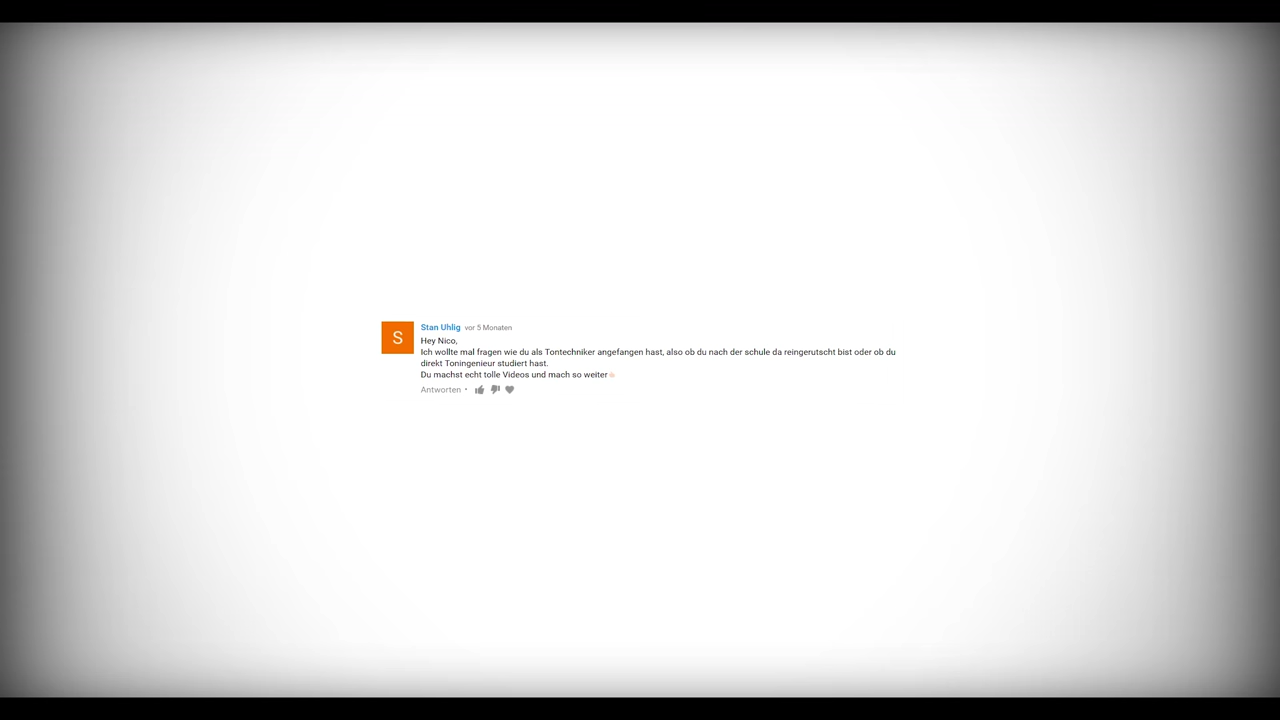 S
Stan Uhlig vor 5 Monaten
Hey Nico,
Ich wollte mal fragen wie du als Tontechniker angefangen hast, also ob du nach der schule da reingerutscht bist oder ob du
direkt Toningenieur studiert hast.
Du machst echt tolle Videos und mach so weiter
Antworten •